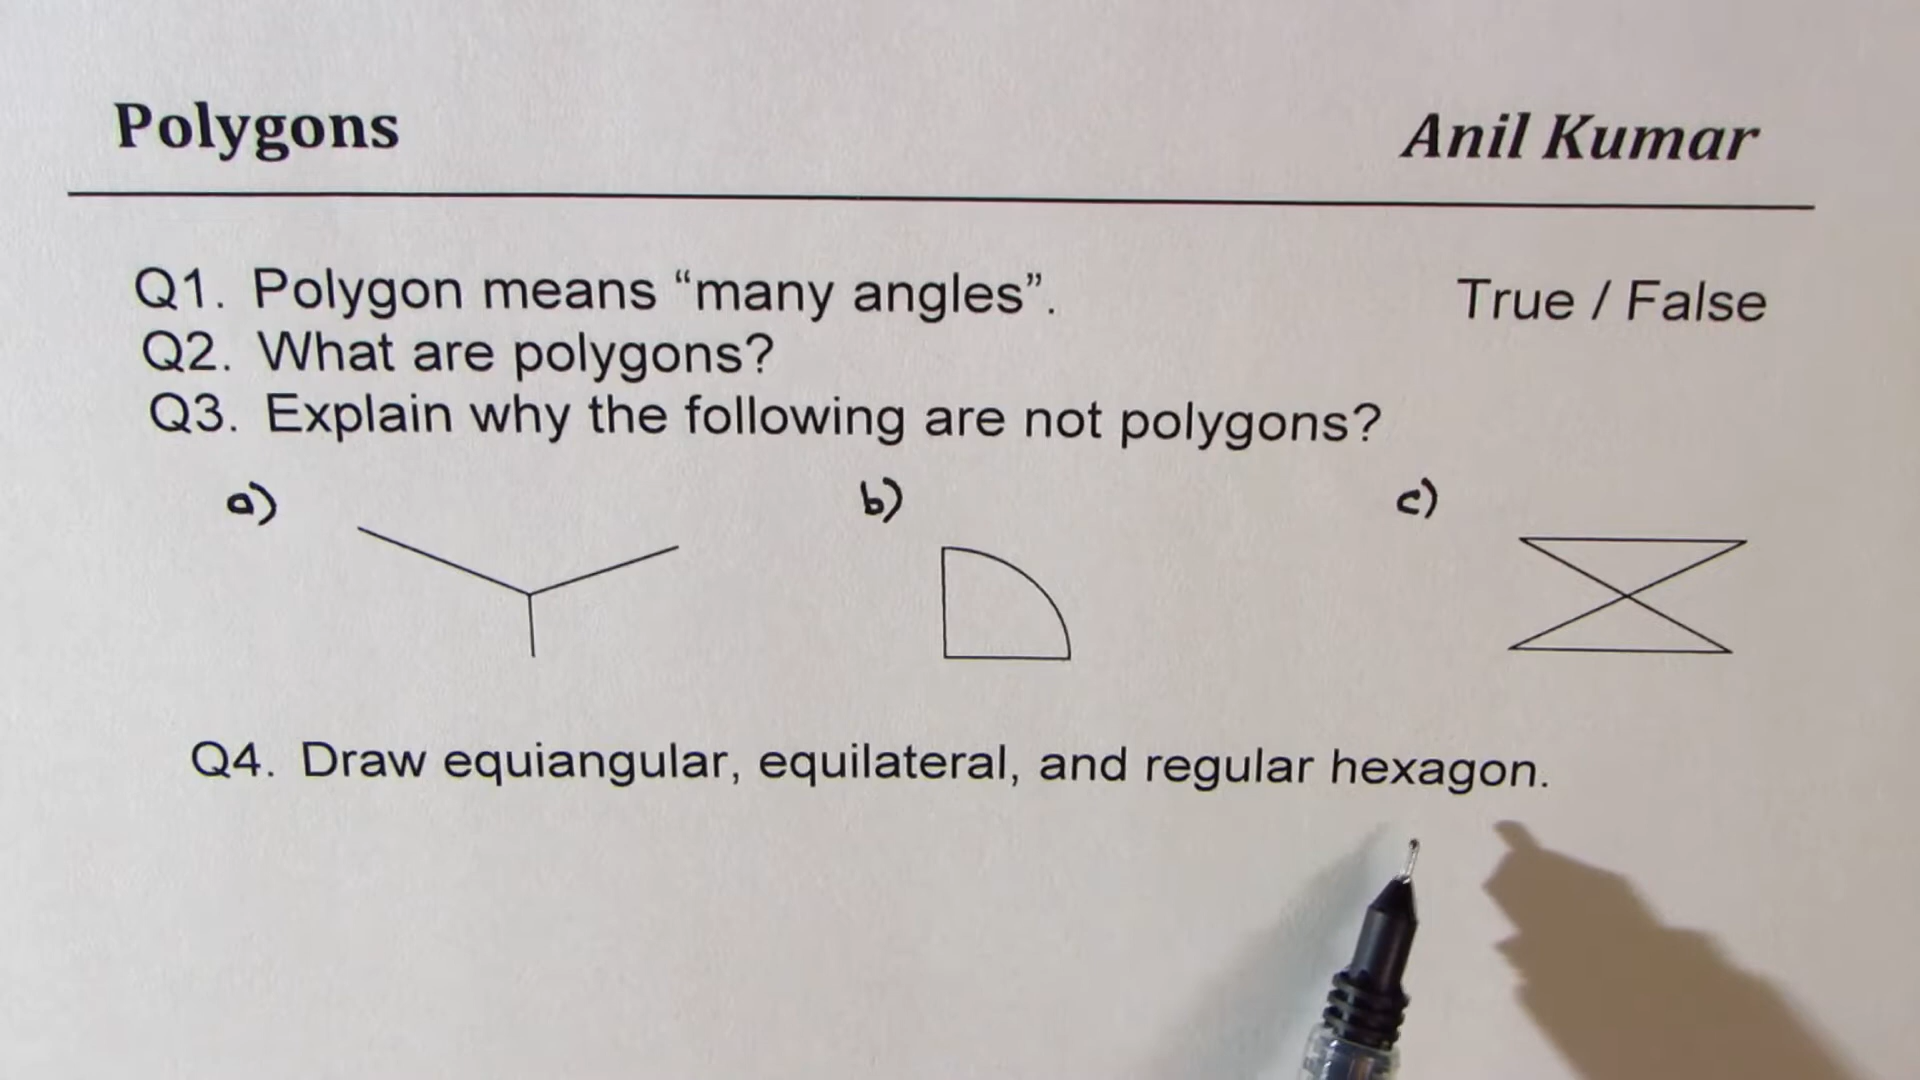 Polygons Anil Kumar
Q1. Polygon means “many angles”. True / False
Q2. What are polygons?
Q3. Explain why the following are not polygons?
a) b) c)
Q4. Draw equiangular, equilateral, and regular hexagon.